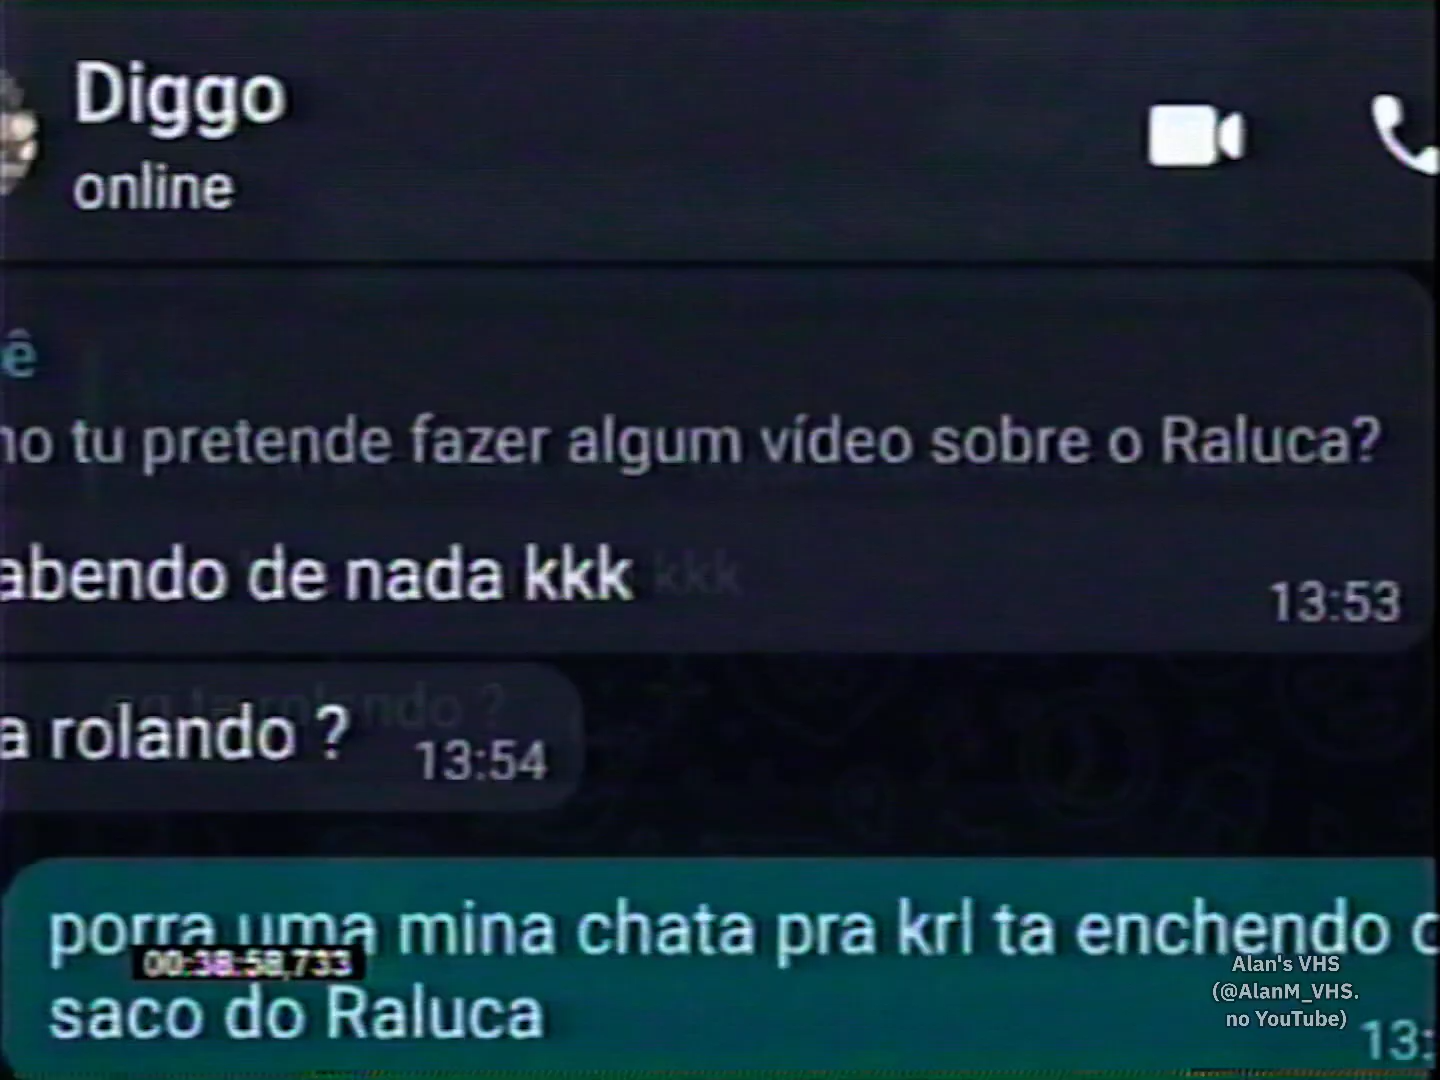 Diggo
online
ê
no tu pretende fazer algum vídeo sobre o Raluca?
abendo de nada kkk
13:53
a rolando ?
13:54
porra uma mina chata pra krl ta enchendo o
saco do Raluca
13:
00:38:58,733
Alan's VHS
(@AlanM_VHS.
no YouTube)